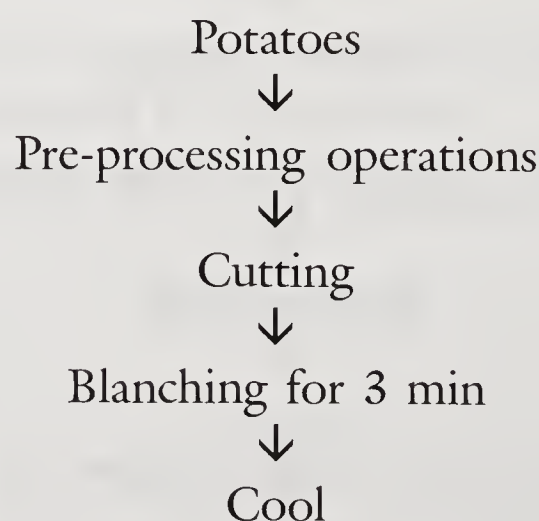 Potatoes
↓
Pre-processing operations
↓
Cutting
↓
Blanching for 3 min
↓
Cool